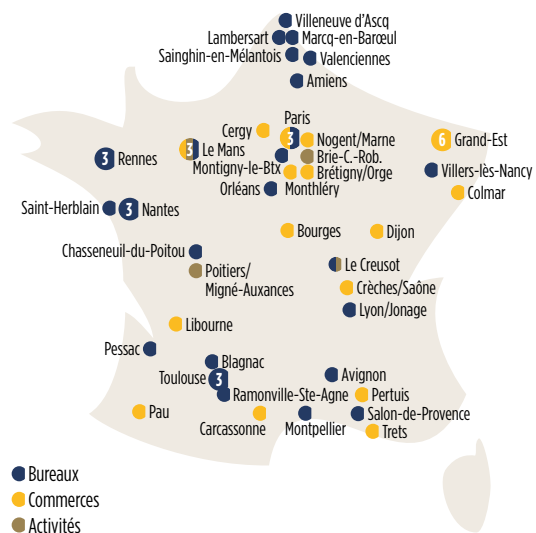 Villeneuve d'Ascq
Lambersart
Marcq-en-Barœul
Sainghin-en-Mélantois
Valenciennes
Amiens
Paris
3
Cergy
Nogent/Marne
6 Grand-Est
3 Le Mans
3 Rennes
Brie-C.-Rob.
Montigny-le-Btx
Brétigny/Orge
Villers-lès-Nancy
Orléans
Monthléry
Colmar
Saint-Herblain
3 Nantes
Bourges
Dijon
Chasseneuil-du-Poitou
Le Creusot
Poitiers/
Migné-Auxances
Crèches/Saône
Lyon/Jonage
Libourne
Pessac
Blagnac
Toulouse 3
Avignon
Ramonville-Ste-Agne
Pertuis
Pau
Carcassonne
Montpellier
Salon-de-Provence
Trets
Bureaux
Commerces
Activités